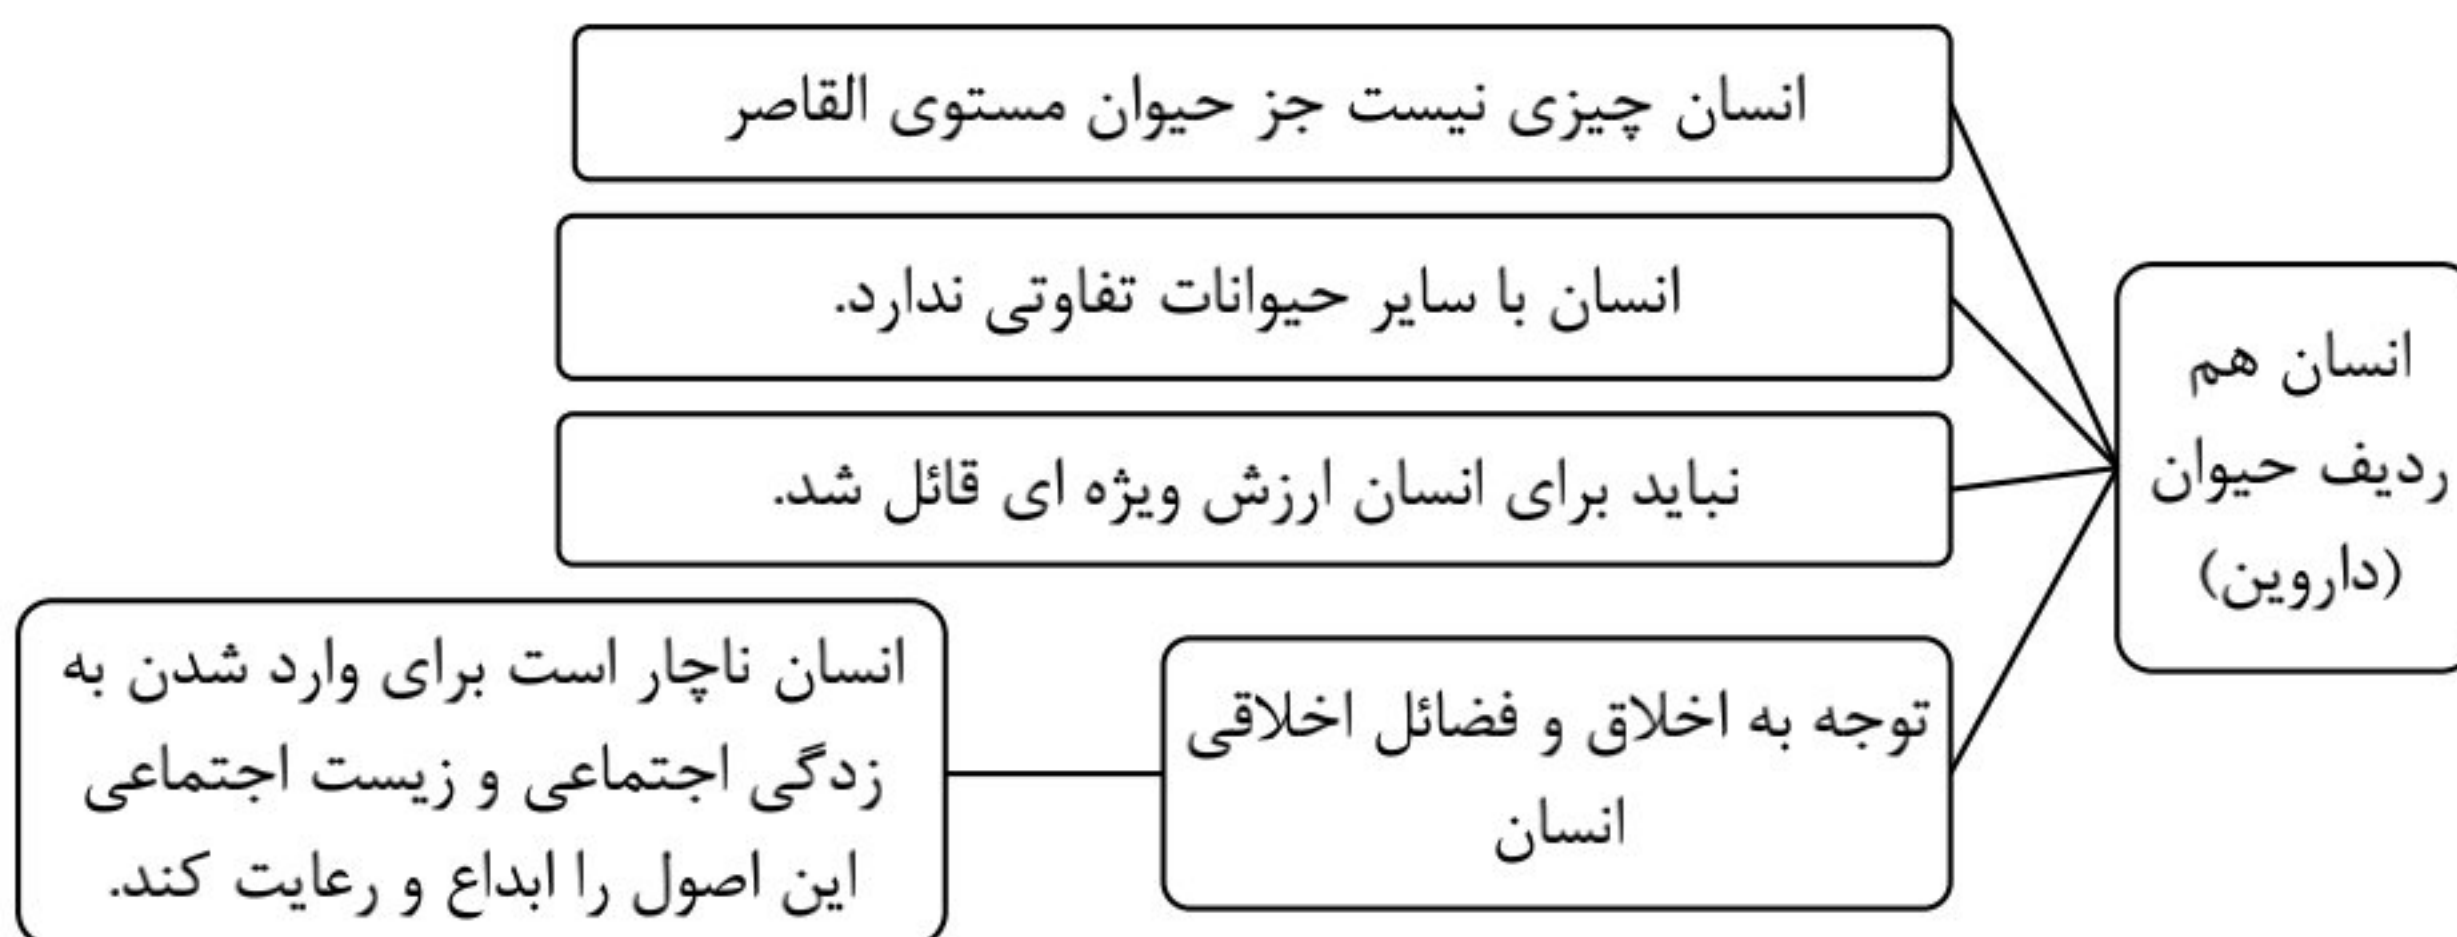 انسان هم
ردیف حیوان
(داروین)
انسان چیزی نیست جز حیوان مستوی القاصر
انسان با سایر حیوانات تفاوتی ندارد.
نباید برای انسان ارزش ویژه ای قائل شد.
توجه به اخلاق و فضائل اخلاقی
انسان
انسان ناچار است برای وارد شدن به
زدگی اجتماعی و زیست اجتماعی
این اصول را ابداع و رعایت کند.